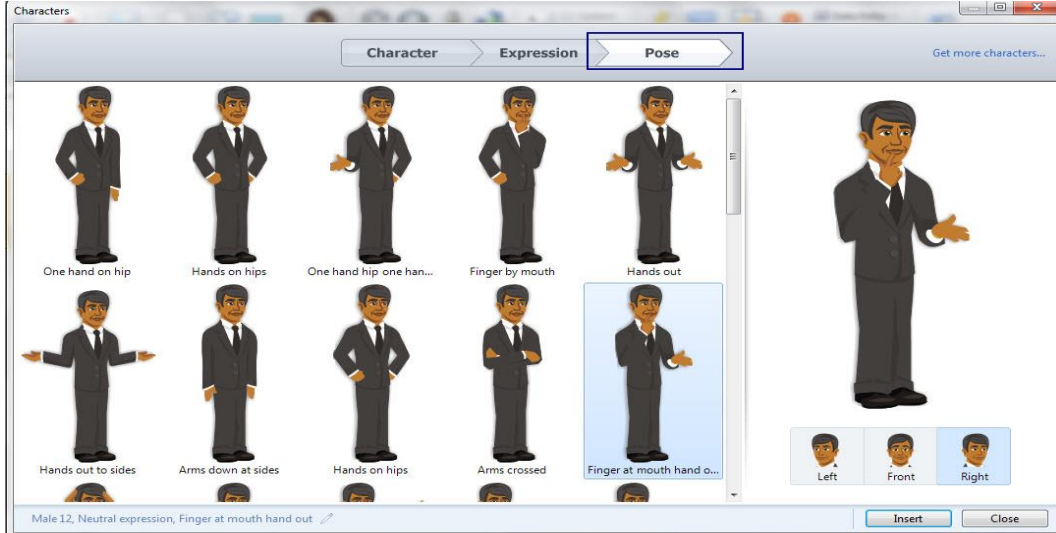 Characters
Character Expression Pose
Get more characters...
One hand on hip Hands on hips One hand hip one han... Finger by mouth Hands out
Hands out to sides Arms down at sides Hands on hips Arms crossed Finger at mouth hand o...
Left Front Right
Male 12, Neutral expression, Finger at mouth hand out
Insert Close